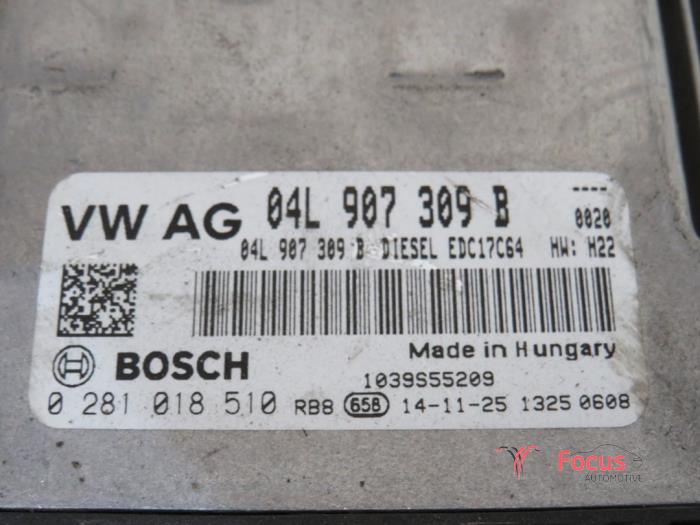 VW AG 04L 907 309 B ----
0020
04L 907 309 B DIESEL EDC17C64 HW: H22
Made in Hungary
BOSCH
1039S55209
0 281 018 510 RB8 65B 14-11-25 1325 0608
Focus
AUTOMOTIVE